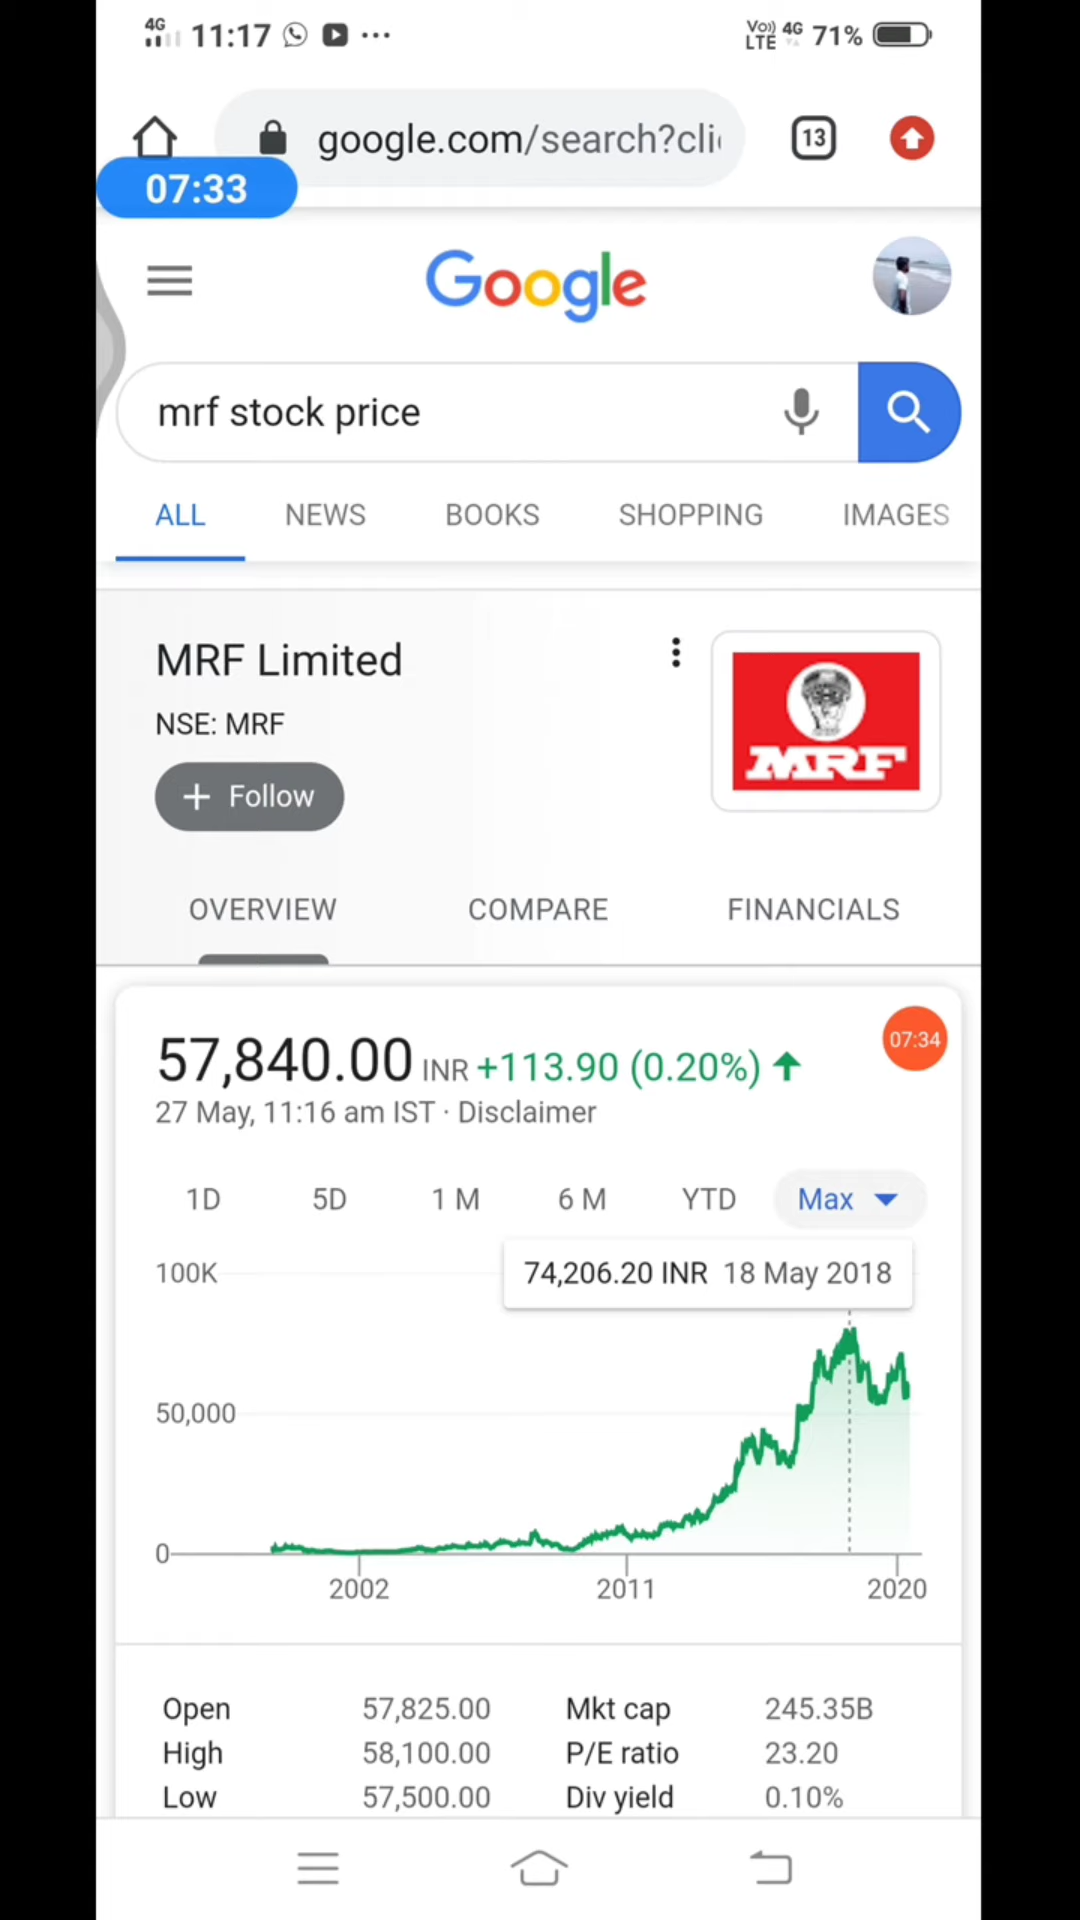 4G 11:17 ... Vo)) LTE 4G 71%
google.com/search?cli
13
07:33
Google
mrf stock price
ALL NEWS BOOKS SHOPPING IMAGES
MRF Limited
NSE: MRF
+ Follow
MRF
OVERVIEW COMPARE FINANCIALS
57,840.00 INR +113.90 (0.20%)
07:34
27 May, 11:16 am IST · Disclaimer
1D 5D 1 M 6 M YTD Max
74,206.20 INR 18 May 2018
100K
50,000
0
2002 2011 2020
Open 57,825.00 Mkt cap 245.35B
High 58,100.00 P/E ratio 23.20
Low 57,500.00 Div yield 0.10%